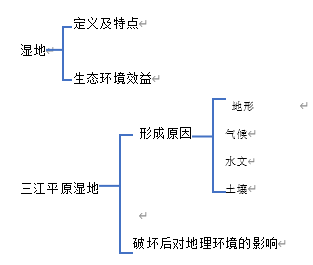 定义及特点
湿地
生态环境效益
地形
形成原因
气候
水文
三江平原湿地
土壤
破坏后对地理环境的影响